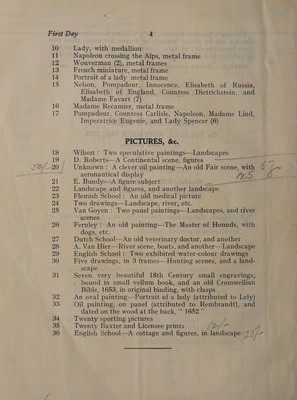 First Day 4
10 Lady, with medallion
11 Napoleon crossing the Alps, metal frame
12 Wouverman (2), metal frames
13 French miniature, metal frame
14 Portrait of a lady metal frame
15 Nelson, Pompadour, Innocence, Elisabeth of Russia,
Elisabeth of England, Countess Dietrichstein, and
Madame Favart (7)
16 Madame Recamier, metal frame
17 Pompadour, Countess Carlisle, Napoleon, Madame Lind,
Imperatrice Eugenie, and Lady Spencer (6)
PICTURES, &c.
18 Wilson: Two speculative paintings—Landscapes
19 D. Roberts—A Continental scene, figures
50/- 20 Unknown: A clever oil painting—An old Fair scene, with
aeronautical display
21 E. Bundy—A figure subject
22 Landscape and figures, and another landscape
23 Flemish School: An old medical picture
24 Two drawings—Landscape, river, etc.
25 Van Goyen: Two panel paintings—Landscapes, and river
scenes
26 Fernley: An oil painting—The Master of Hounds, with
dogs, etc.
27 Dutch School—An old veterinary doctor, and another
28 A. Van Hier—River scene, boats, and another—Landscape
29 English School: Two exhibited water-colour drawings
30 Five drawings, in 3 frames—Hunting scenes, and a land-
scape
31 Seven very beautiful 18th Century small engravings,
bound in small vellum book, and an old Cromwellian
Bible, 1653, in original binding, with clasps
32 An oval painting—Portrait of a lady (attributed to Lely)
33 Oil painting, on panel (attributed to Rembrandt), and
dated on the wood at the back, "1652"
34 Twenty sporting pictures
35 Twenty Baxter and Licensee prints
36 English School—A cottage and figures, in landscape